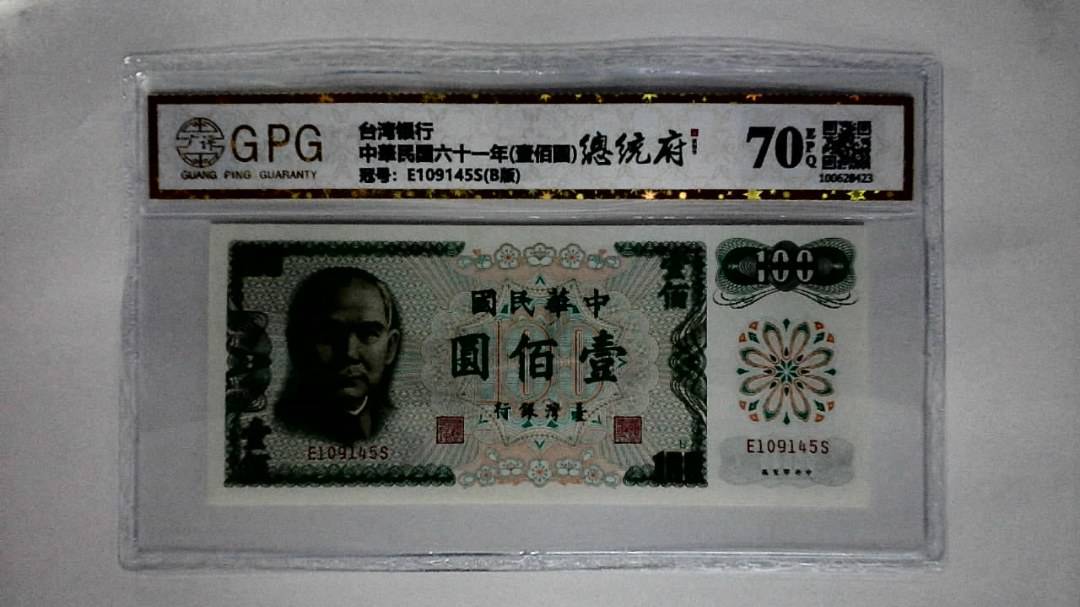 GPG
GUANG PING GUARANTY
台湾银行
中華民國六十一年(壹佰圓)
冠号：E109145S(B版)
總統府
70
EPQ
100628423
100
壹佰
國民華中
圓佰壹
行銀灣臺
E109145S
E109145S
100